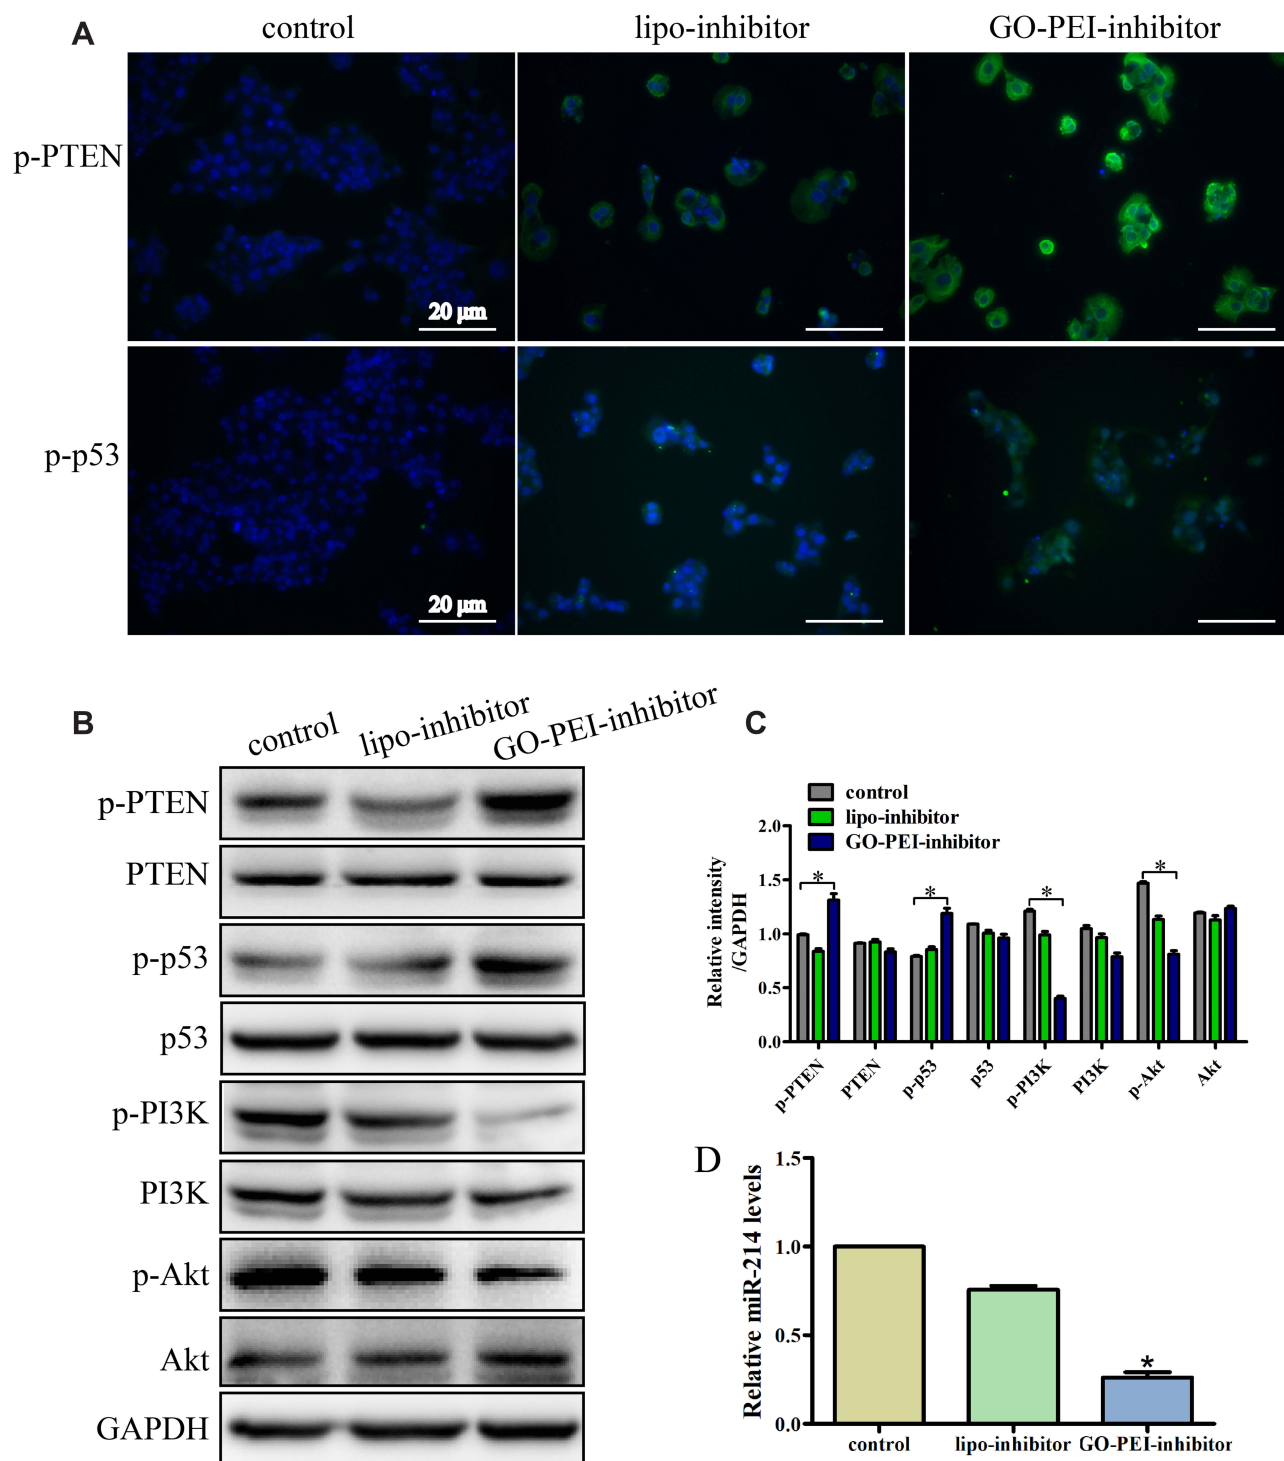 A
control
lipo-inhibitor
GO-PEI-inhibitor
p-PTEN
20 µm
p-p53
20 µm
B
control
lipo-inhibitor
GO-PEI-inhibitor
p-PTEN
PTEN
p-p53
p53
p-PI3K
PI3K
p-Akt
Akt
GAPDH
C
control
lipo-inhibitor
GO-PEI-inhibitor
Relative intensity
/GAPDH
2.0
1.5
1.0
0.5
0.0
* * * *
p-PTEN PTEN p-p53 p53 p-PI3K PI3K p-Akt Akt
D
Relative miR-214 levels
1.5
1.0
0.5
0.0
*
control lipo-inhibitor GO-PEI-inhibitor